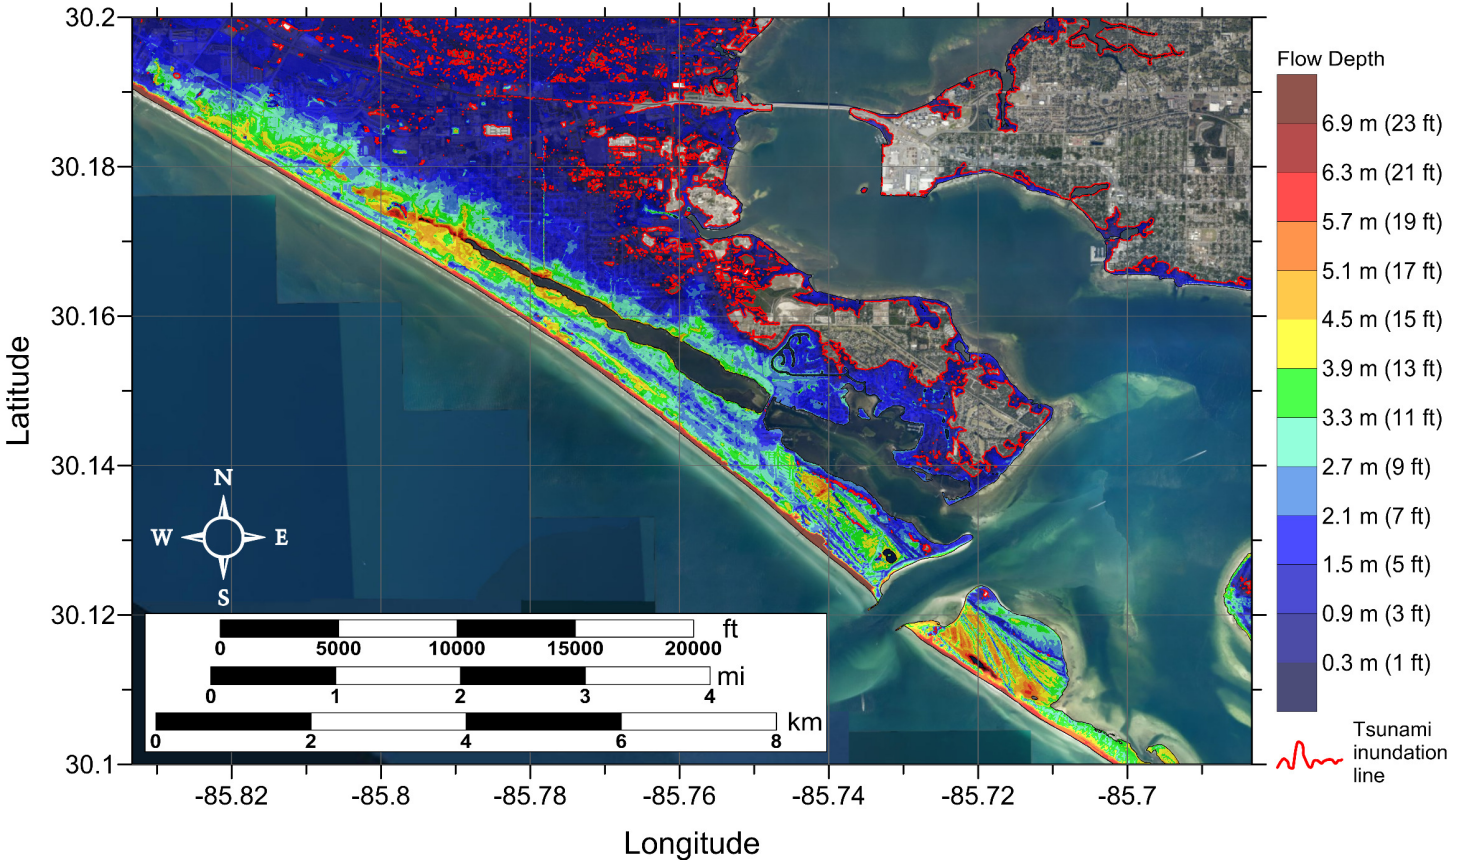 30.2
30.18
30.16
30.14
30.12
30.1
Latitude
-85.82
-85.8
-85.78
-85.76
-85.74
-85.72
-85.7
Longitude
N
W
E
S
ft
0
5000
10000
15000
20000
mi
0
1
2
3
4
km
0
2
4
6
8
Flow Depth
6.9 m (23 ft)
6.3 m (21 ft)
5.7 m (19 ft)
5.1 m (17 ft)
4.5 m (15 ft)
3.9 m (13 ft)
3.3 m (11 ft)
2.7 m (9 ft)
2.1 m (7 ft)
1.5 m (5 ft)
0.9 m (3 ft)
0.3 m (1 ft)
Tsunami
inundation
line